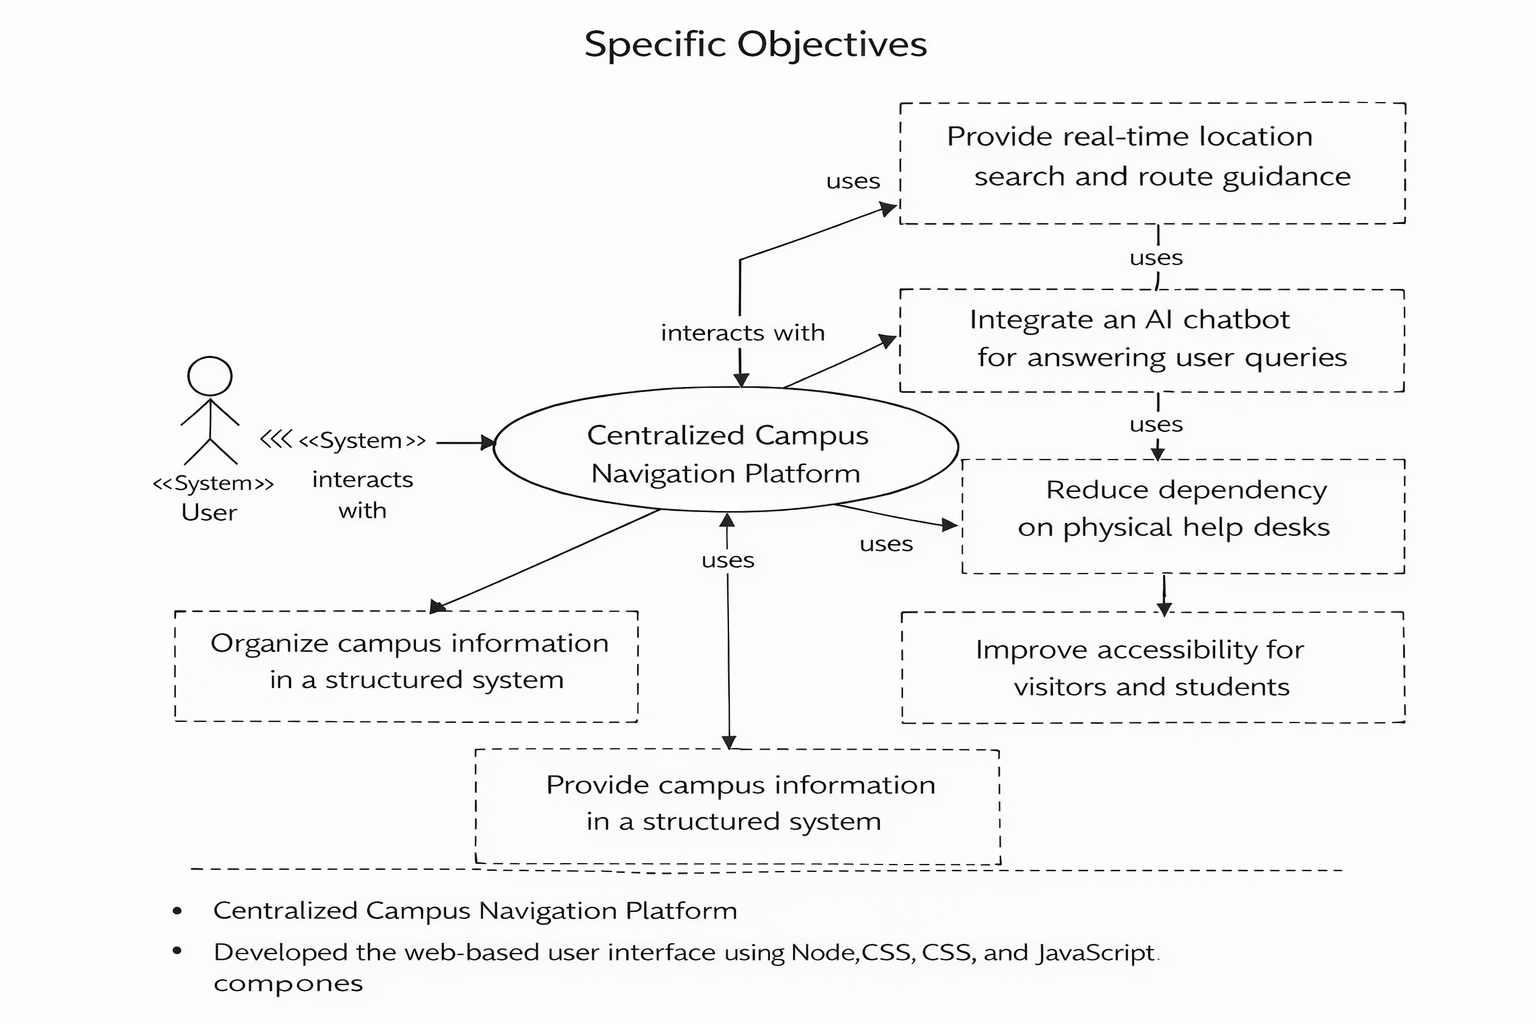 Specific Objectives
Provide real-time location
search and route guidance
uses
uses
Integrate an AI chatbot
for answering user queries
interacts with
uses
Centralized Campus
Navigation Platform
<<< <<System>>
interacts
with
<<System>>
User
Reduce dependency
on physical help desks
uses
uses
Organize campus information
in a structured system
Improve accessibility for
visitors and students
Provide campus information
in a structured system
• Centralized Campus Navigation Platform
• Developed the web-based user interface using Node,CSS, CSS, and JavaScript.
compones